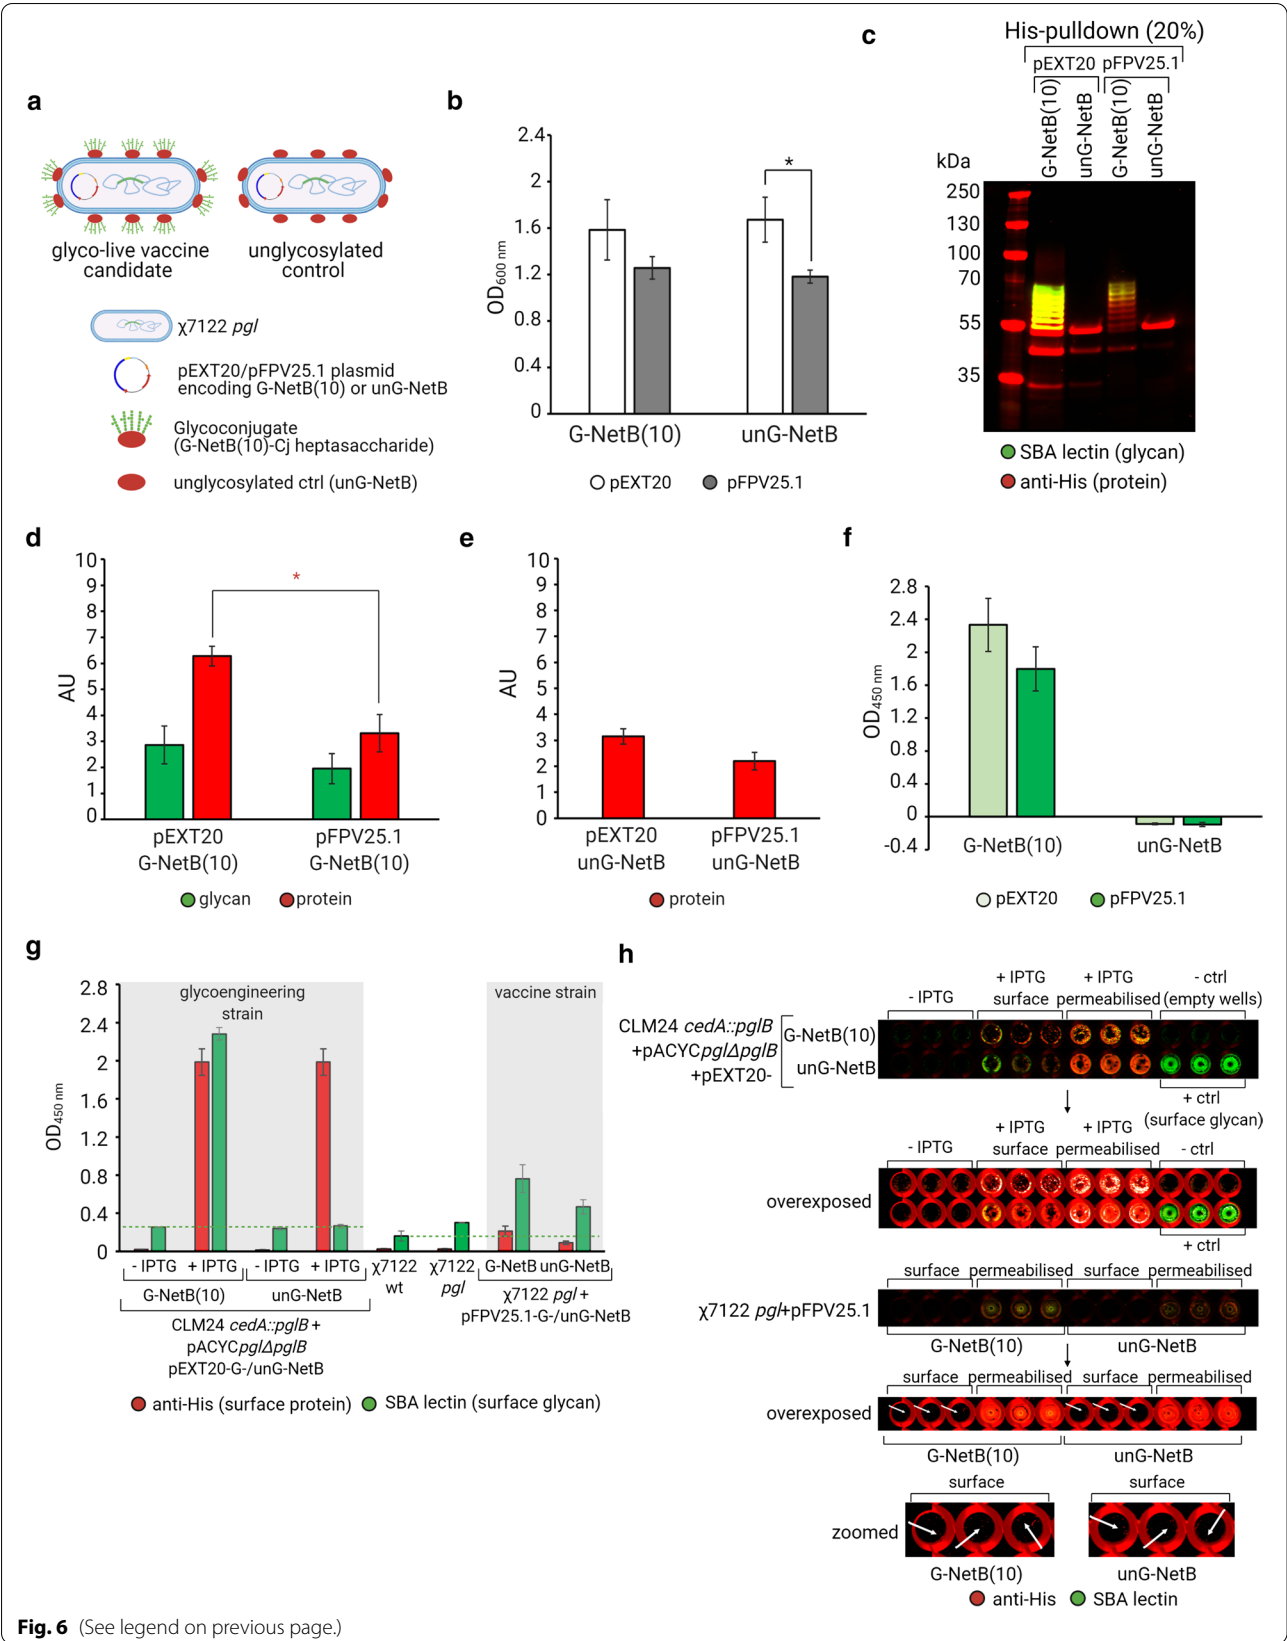 a
glyco-live vaccine
candidate
unglycosylated
control
χ7122 pgl
pEXT20/pFPV25.1 plasmid
encoding G-NetB(10) or unG-NetB
Glycoconjugate
(G-NetB(10)-Cj heptasaccharide)
unglycosylated ctrl (unG-NetB)
b
OD600 nm
2.4
2
1.6
1.2
0.8
0.4
0
*
G-NetB(10)
unG-NetB
pEXT20
pFPV25.1
c
His-pulldown (20%)
pEXT20 pFPV25.1
G-NetB(10)
unG-NetB
G-NetB(10)
unG-NetB
kDa
250
130
100
70
55
35
SBA lectin (glycan)
anti-His (protein)
d
AU
10
9
8
7
6
5
4
3
2
1
0
*
pEXT20
G-NetB(10)
pFPV25.1
G-NetB(10)
glycan
protein
e
AU
10
9
8
7
6
5
4
3
2
1
0
pEXT20
unG-NetB
pFPV25.1
unG-NetB
protein
f
OD450 nm
2.8
2.4
2
1.6
1.2
0.8
0.4
0
-0.4
G-NetB(10)
unG-NetB
pEXT20
pFPV25.1
g
OD450 nm
2.8
2.4
2
1.6
1.2
0.8
0.4
0
glycoengineering
strain
vaccine strain
- IPTG
+ IPTG
- IPTG
+ IPTG
G-NetB(10)
unG-NetB
CLM24 cedA::pglB +
pACYCpglΔpglB
pEXT20-G-/unG-NetB
χ7122
wt
χ7122
pgl
G-NetB unG-NetB
χ7122 pgl +
pFPV25.1-G-/unG-NetB
anti-His (surface protein)
SBA lectin (surface glycan)
h
- IPTG
+ IPTG
surface
+ IPTG
permeabilised
- ctrl
(empty wells)
CLM24 cedA::pglB
+pACYCpglΔpglB
+pEXT20-
G-NetB(10)
unG-NetB
+ ctrl
(surface glycan)
- IPTG
+ IPTG
surface
+ IPTG
permeabilised
- ctrl
overexposed
+ ctrl
surface permeabilised surface permeabilised
χ7122 pgl+pFPV25.1
G-NetB(10)
unG-NetB
surface permeabilised surface permeabilised
overexposed
G-NetB(10)
unG-NetB
surface
surface
zoomed
G-NetB(10)
unG-NetB
anti-His
SBA lectin
Fig. 6 (See legend on previous page.)